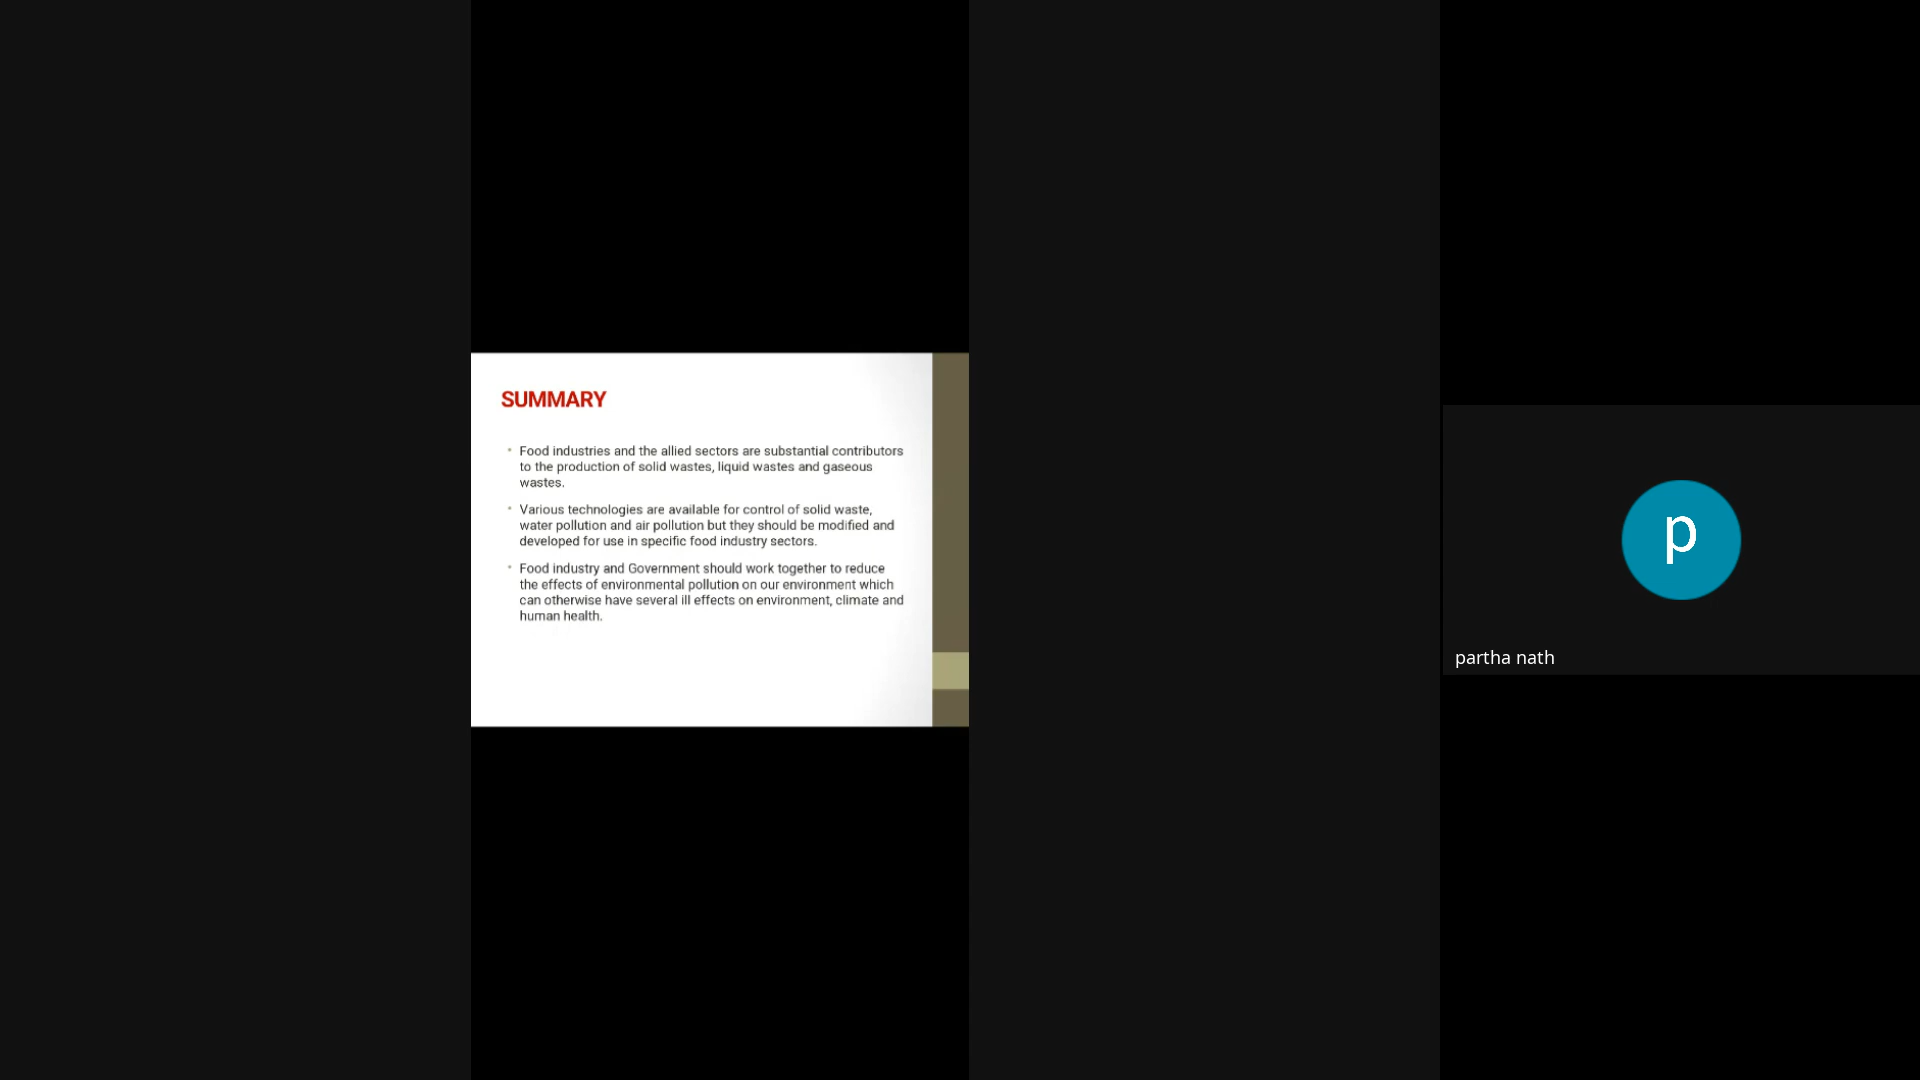 SUMMARY
• Food industries and the allied sectors are substantial contributors
to the production of solid wastes, liquid wastes and gaseous
wastes.
• Various technologies are available for control of solid waste,
water pollution and air pollution but they should be modified and
developed for use in specific food industry sectors.
• Food industry and Government should work together to reduce
the effects of environmental pollution on our environment which
can otherwise have several ill effects on environment, climate and
human health.
p
partha nath